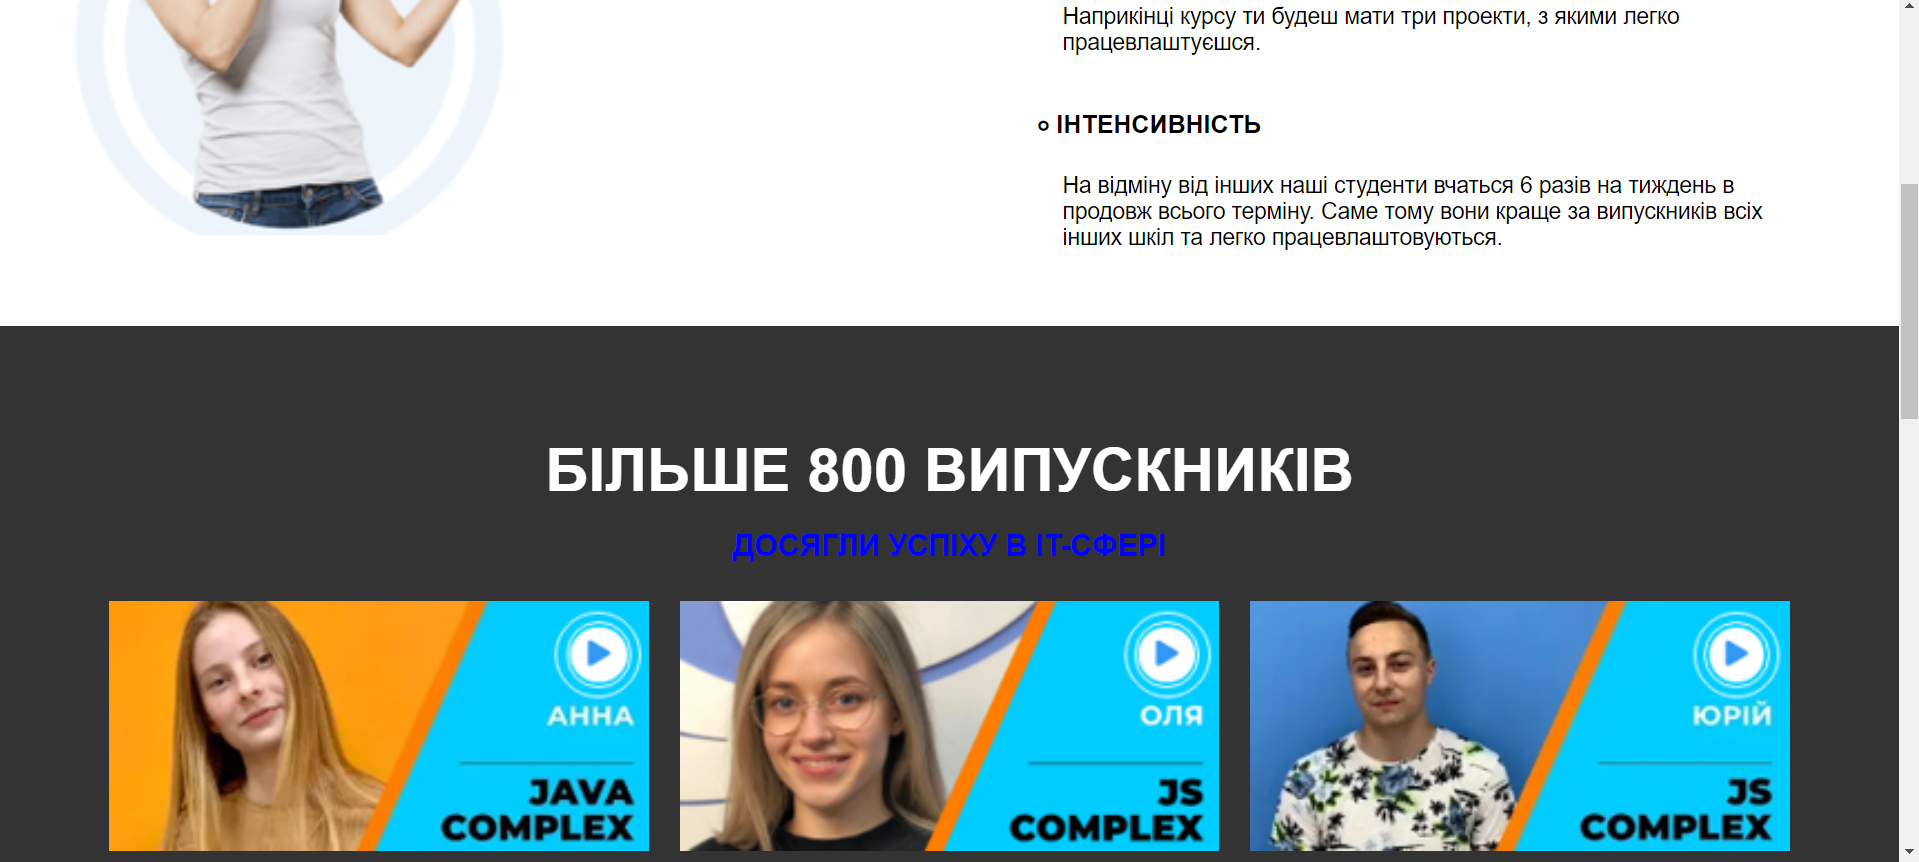 Наприкінці курсу ти будеш мати три проекти, з якими легко
працевлаштуєшся.
ІНТЕНСИВНІСТЬ
На відміну від інших наші студенти вчаться 6 разів на тиждень в
продовж всього терміну. Саме тому вони краще за випускників всіх
інших шкіл та легко працевлаштовуються.
БІЛЬШЕ 800 ВИПУСКНИКІВ
ДОСЯГЛИ УСПІХУ В ІТ-СФЕРІ
АННА
JAVA
COMPLEX
ОЛЯ
JS
COMPLEX
ЮРІЙ
JS
COMPLEX